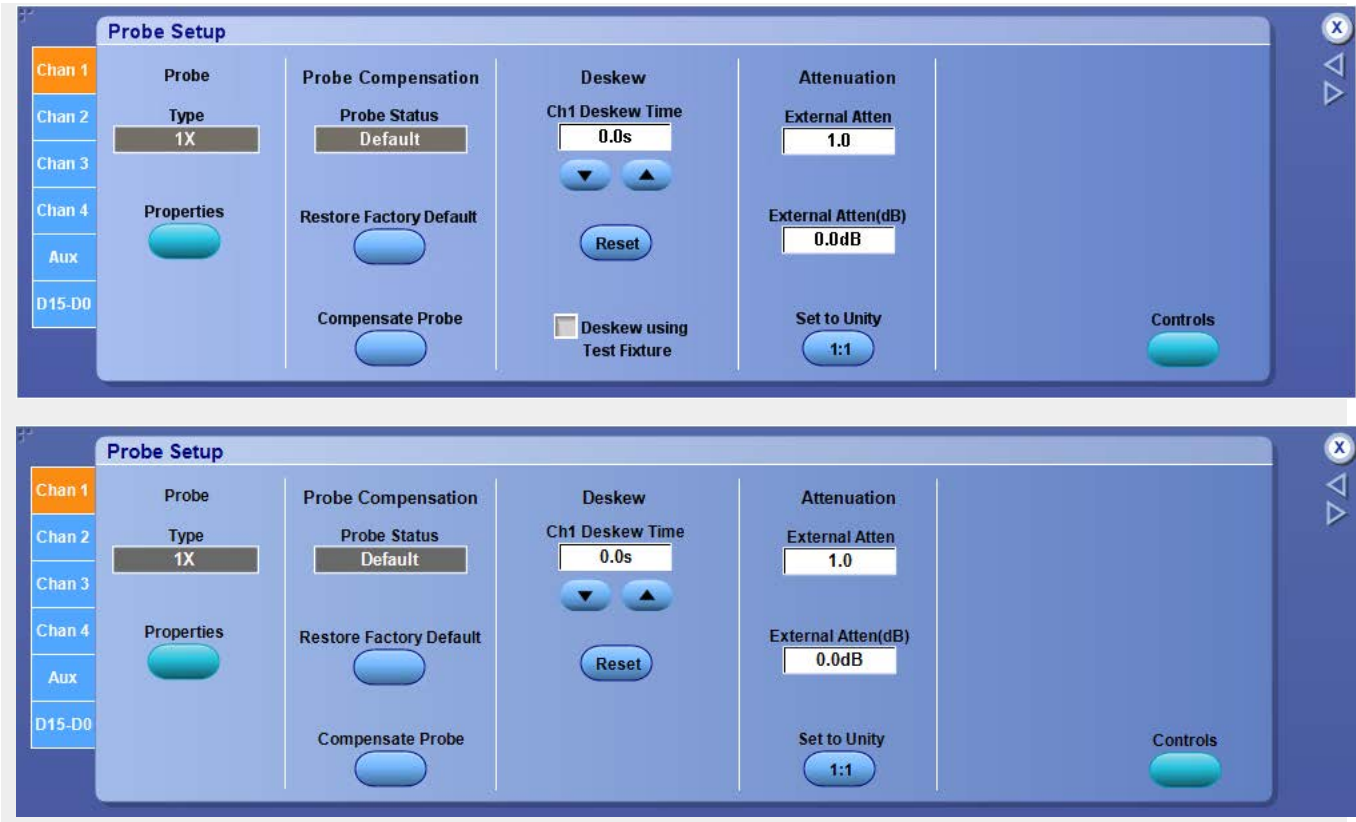 Probe Setup
X
Chan 1
Chan 2
Chan 3
Chan 4
Aux
D15-D0
Probe
Type
1X
Properties
Probe Compensation
Probe Status
Default
Restore Factory Default
Compensate Probe
Deskew
Ch1 Deskew Time
0.0s
Reset
Deskew using
Test Fixture
Attenuation
External Atten
1.0
External Atten(dB)
0.0dB
Set to Unity
1:1
Controls
Probe Setup
X
Chan 1
Chan 2
Chan 3
Chan 4
Aux
D15-D0
Probe
Type
1X
Properties
Probe Compensation
Probe Status
Default
Restore Factory Default
Compensate Probe
Deskew
Ch1 Deskew Time
0.0s
Reset
Attenuation
External Atten
1.0
External Atten(dB)
0.0dB
Set to Unity
1:1
Controls